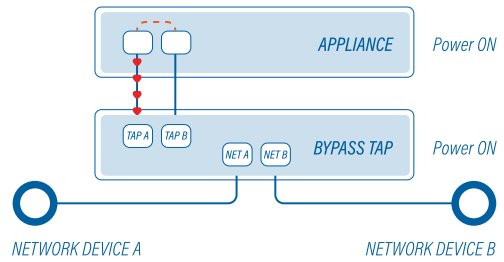 APPLIANCE
Power ON
TAP A
TAP B
NET A
NET B
BYPASS TAP
Power ON
NETWORK DEVICE A
NETWORK DEVICE B